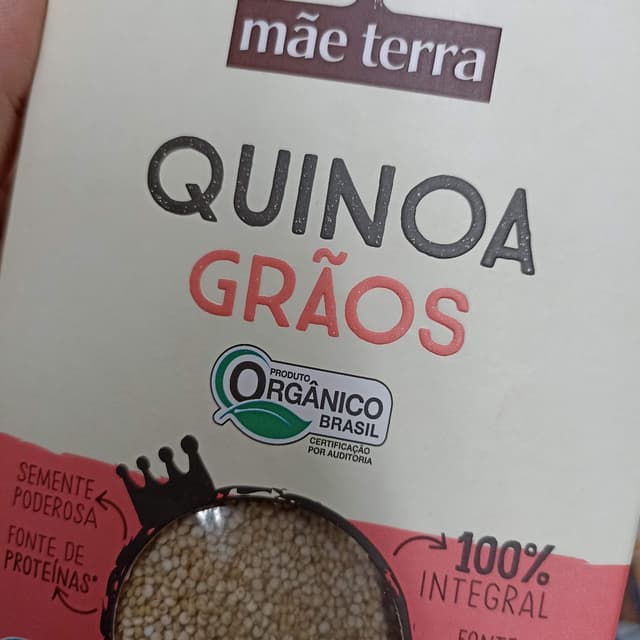 mãe terra
QUINOA
GRÃOS
PRODUTO
ORGÂNICO
BRASIL
CERTIFICAÇÃO
POR AUDITORIA
SEMENTE
PODEROSA
FONTE DE
PROTEÍNAS*
100%
INTEGRAL